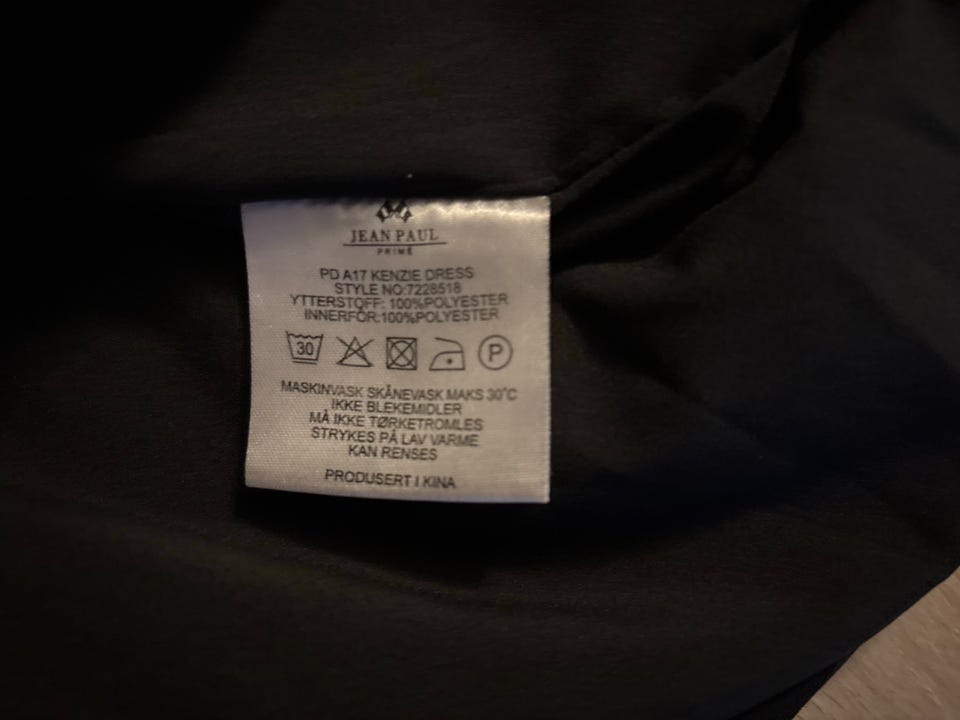 JEAN PAUL
PRIME
PD A17 KENZIE DRESS
STYLE NO:7228518
YTTERSTOFF: 100%POLYESTER
INNERFÔR:100%POLYESTER
30
P
MASKINVASK SKÅNEVASK MAKS 30°C
IKKE BLEKEMIDLER
MÅ IKKE TØRKETROMLES
STRYKES PÅ LAV VARME
KAN RENSES
PRODUSERT I KINA